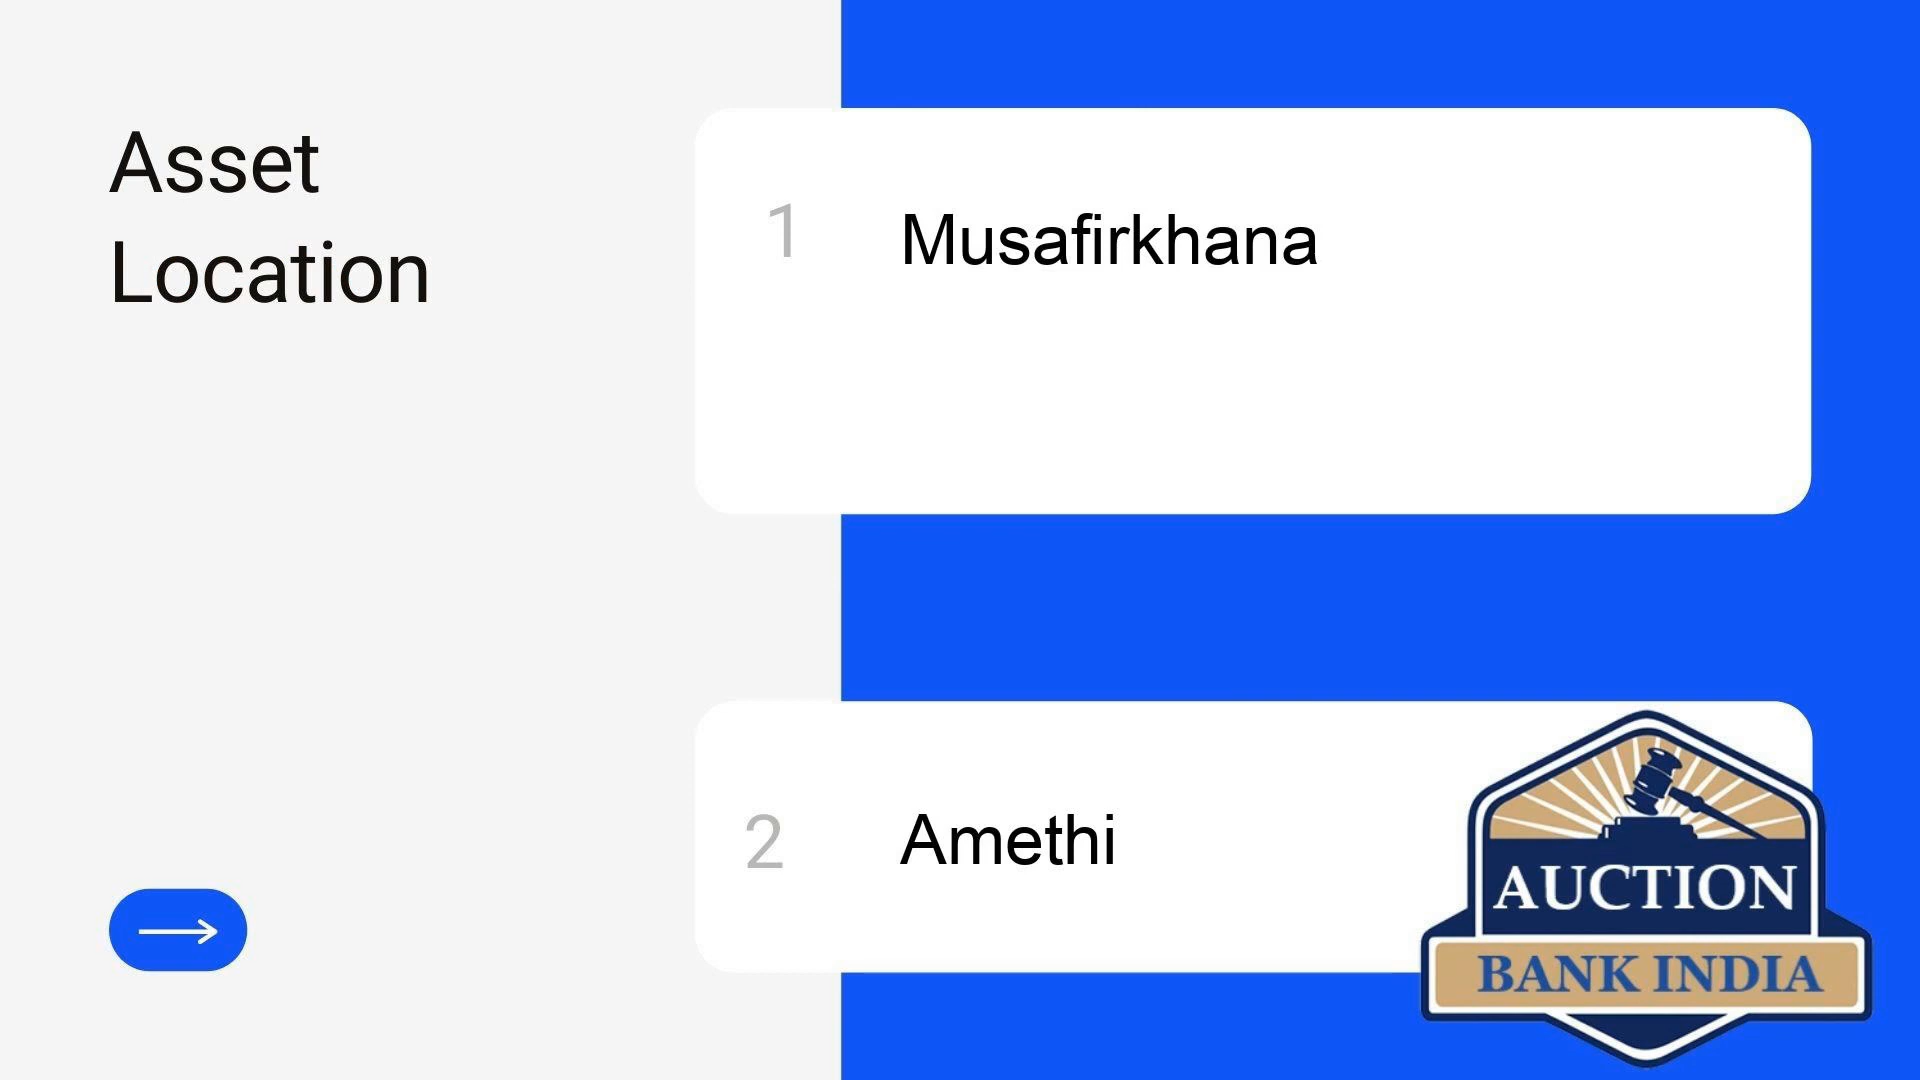 Asset
Location
1
Musafirkhana
2
Amethi
AUCTION
BANK INDIA